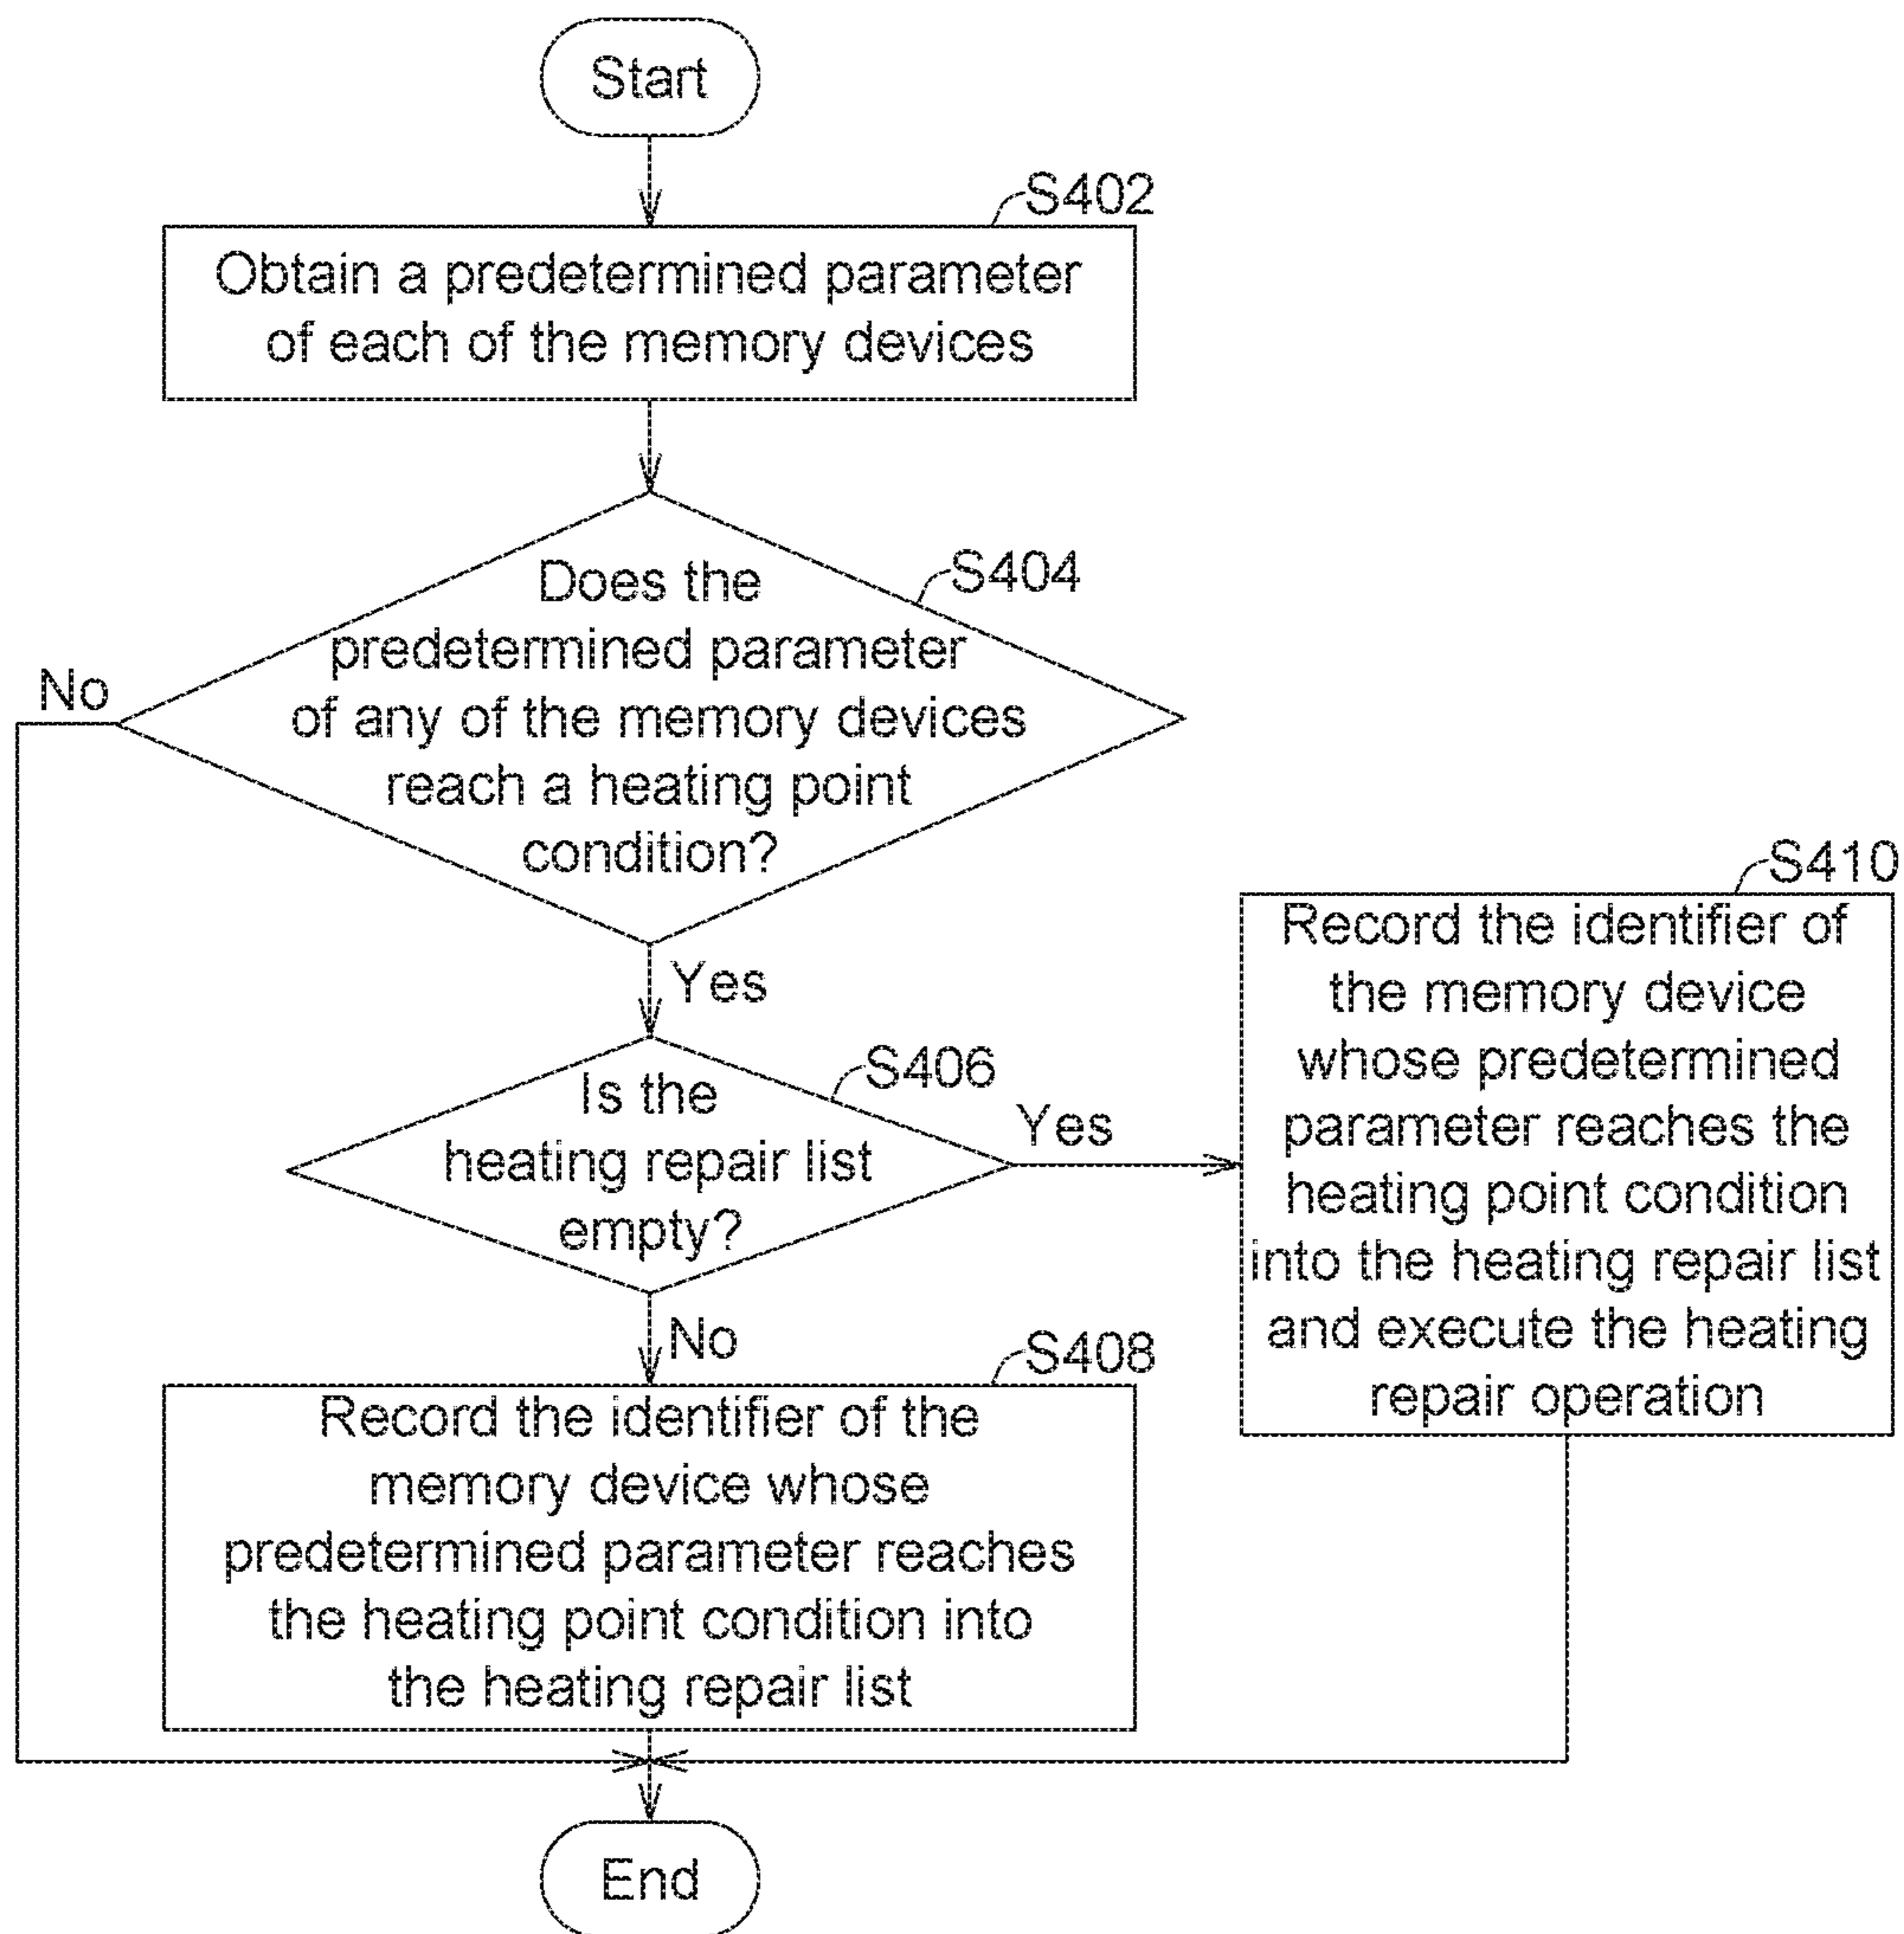 Start
S402
Obtain a predetermined parameter
of each of the memory devices
S404
Does the
predetermined parameter
of any of the memory devices
reach a heating point
condition?
No
Yes
S406
Is the
heating repair list
empty?
Yes
No
S410
Record the identifier of
the memory device
whose predetermined
parameter reaches the
heating point condition
into the heating repair list
and execute the heating
repair operation
S408
Record the identifier of the
memory device whose
predetermined parameter reaches
the heating point condition into
the heating repair list
End